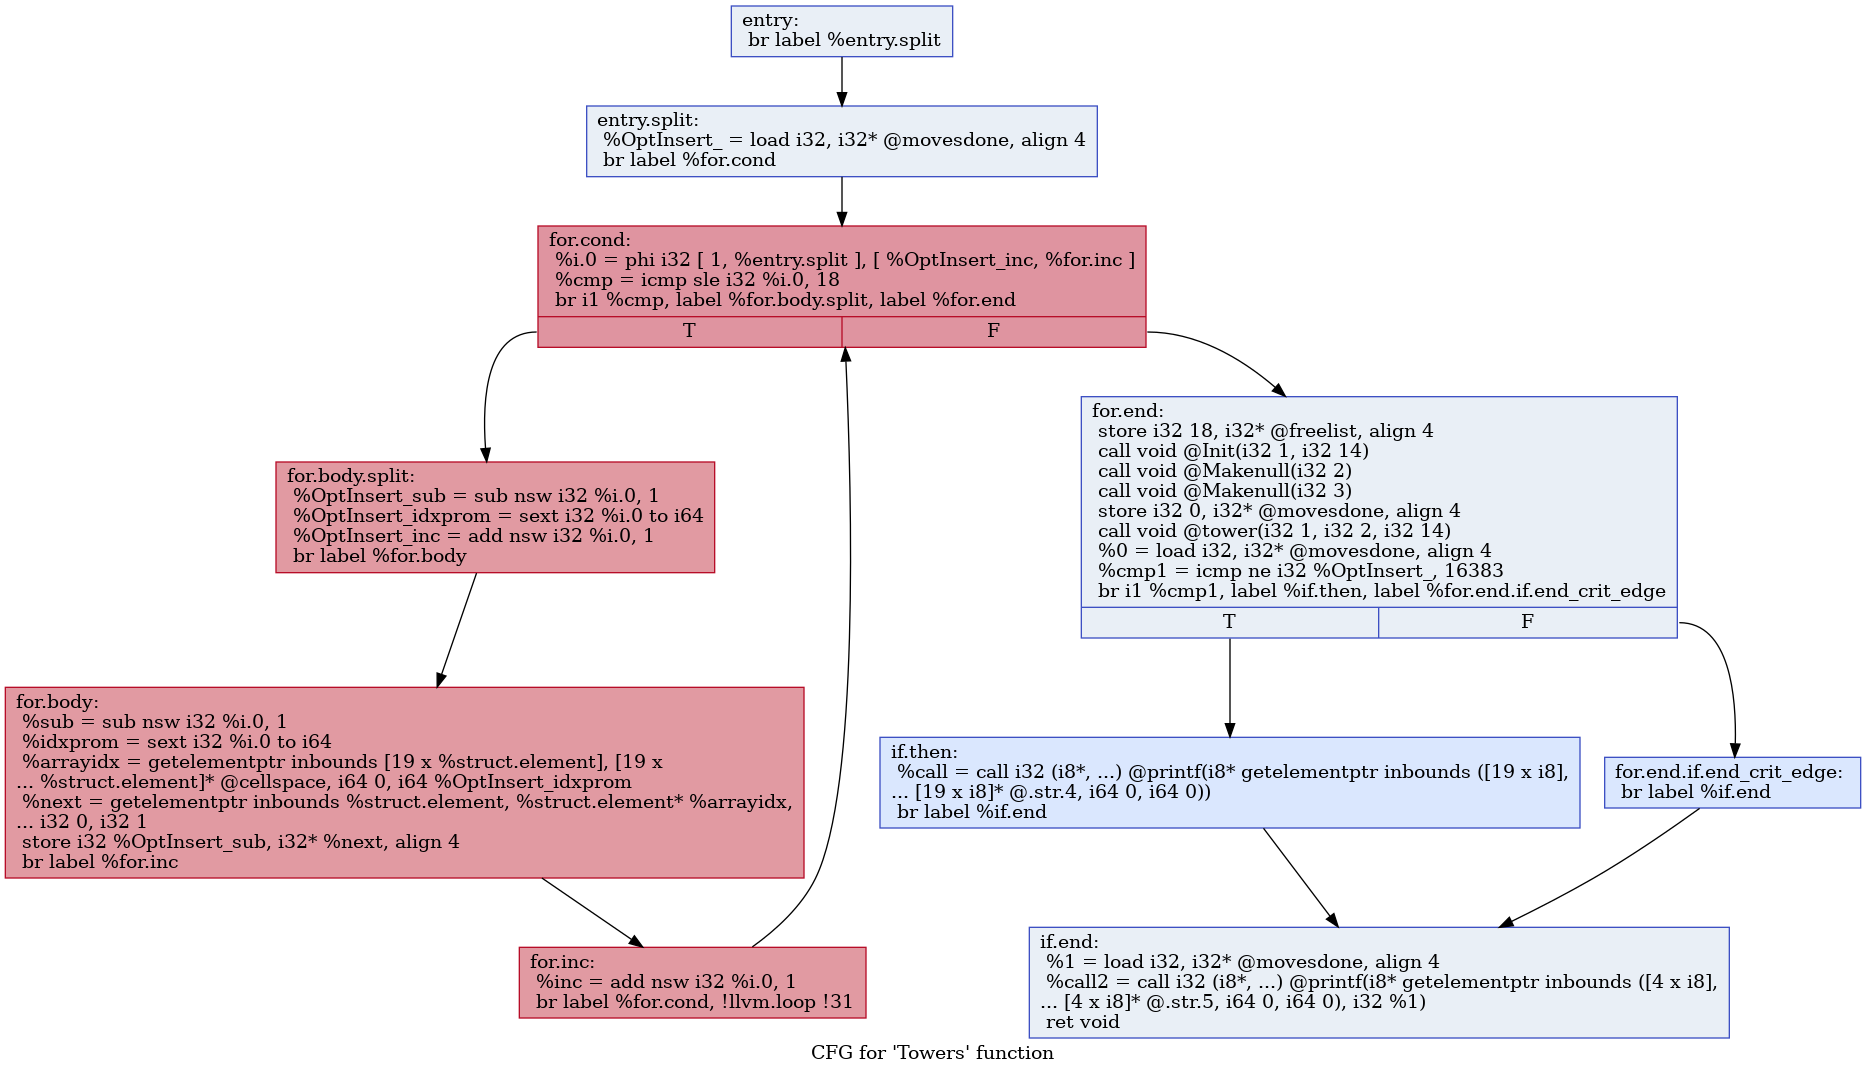 entry:
br label %entry.split
entry.split:
%OptInsert_ = load i32, i32* @movesdone, align 4
br label %for.cond
for.cond:
%i.0 = phi i32 [ 1, %entry.split ], [ %OptInsert_inc, %for.inc ]
%cmp = icmp sle i32 %i.0, 18
br i1 %cmp, label %for.body.split, label %for.end
T F
for.body.split:
%OptInsert_sub = sub nsw i32 %i.0, 1
%OptInsert_idxprom = sext i32 %i.0 to i64
%OptInsert_inc = add nsw i32 %i.0, 1
br label %for.body
for.body:
%sub = sub nsw i32 %i.0, 1
%idxprom = sext i32 %i.0 to i64
%arrayidx = getelementptr inbounds [19 x %struct.element], [19 x
... %struct.element]* @cellspace, i64 0, i64 %OptInsert_idxprom
%next = getelementptr inbounds %struct.element, %struct.element* %arrayidx,
... i32 0, i32 1
store i32 %OptInsert_sub, i32* %next, align 4
br label %for.inc
for.inc:
%inc = add nsw i32 %i.0, 1
br label %for.cond, !llvm.loop !31
for.end:
store i32 18, i32* @freelist, align 4
call void @Init(i32 1, i32 14)
call void @Makenull(i32 2)
call void @Makenull(i32 3)
store i32 0, i32* @movesdone, align 4
call void @tower(i32 1, i32 2, i32 14)
%0 = load i32, i32* @movesdone, align 4
%cmp1 = icmp ne i32 %OptInsert_, 16383
br i1 %cmp1, label %if.then, label %for.end.if.end_crit_edge
T F
if.then:
%call = call i32 (i8*, ...) @printf(i8* getelementptr inbounds ([19 x i8],
... [19 x i8]* @.str.4, i64 0, i64 0))
br label %if.end
for.end.if.end_crit_edge:
br label %if.end
if.end:
%1 = load i32, i32* @movesdone, align 4
%call2 = call i32 (i8*, ...) @printf(i8* getelementptr inbounds ([4 x i8],
... [4 x i8]* @.str.5, i64 0, i64 0), i32 %1)
ret void
CFG for 'Towers' function